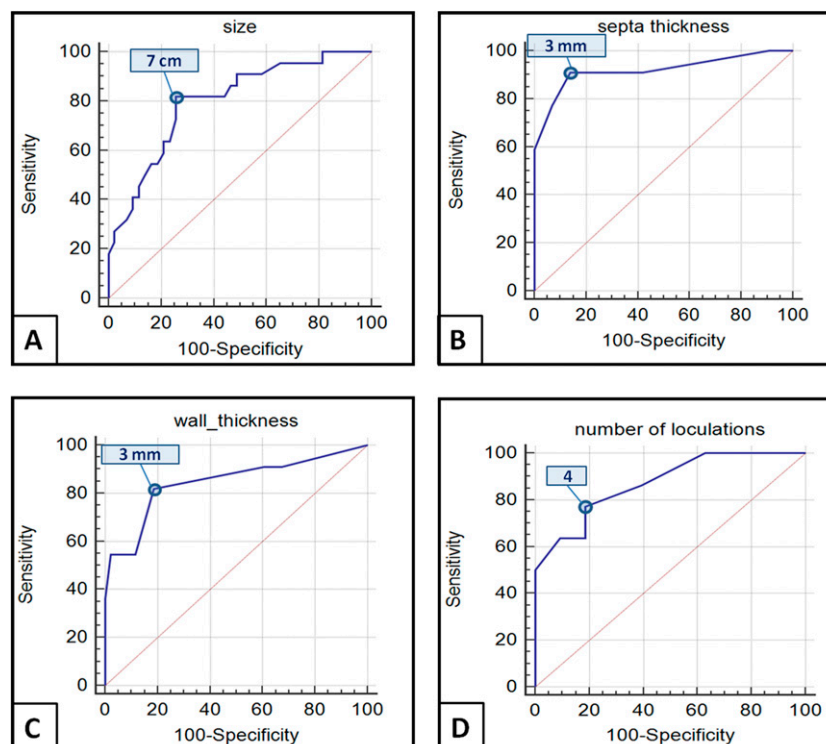 size
7 cm
Sensitivity
100
80
60
40
20
0
0 20 40 60 80 100
100-Specificity
A
septa thickness
3 mm
Sensitivity
100
80
60
40
20
0
0 20 40 60 80 100
100-Specificity
B
wall_thickness
3 mm
Sensitivity
100
80
60
40
20
0
0 20 40 60 80 100
100-Specificity
C
number of loculations
4
Sensitivity
100
80
60
40
20
0
0 20 40 60 80 100
100-Specificity
D